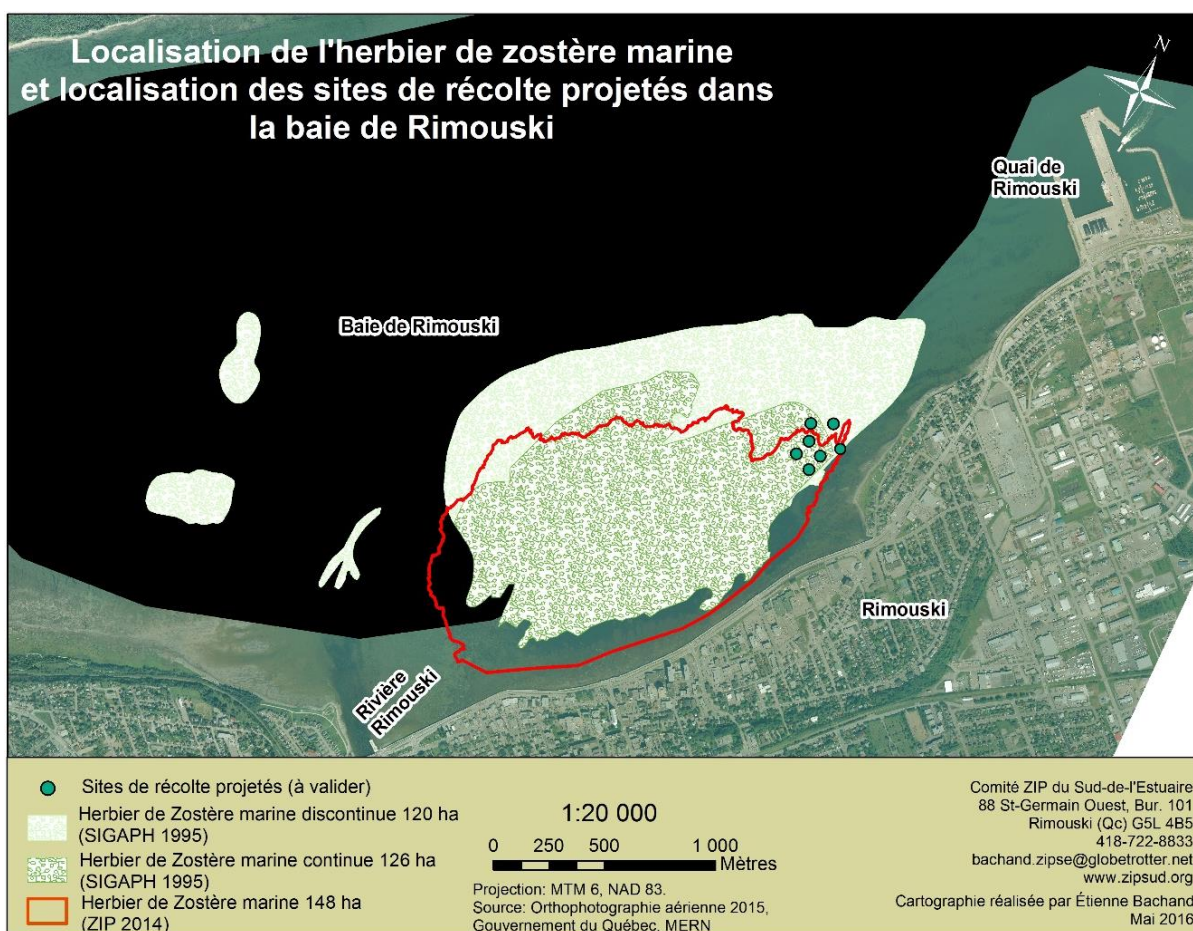 Localisation de l'herbier de zostère marine
et localisation des sites de récolte projetés dans
la baie de Rimouski
N
Quai de
Rimouski
Baie de Rimouski
Rimouski
Rivière
Rimouski
Sites de récolte projetés (à valider)
Herbier de Zostère marine discontinue 120 ha
(SIGAPH 1995)
Herbier de Zostère marine continue 126 ha
(SIGAPH 1995)
Herbier de Zostère marine 148 ha
(ZIP 2014)
1:20 000
0 250 500 1 000
Mètres
Projection: MTM 6, NAD 83.
Source: Orthophotographie aérienne 2015,
Gouvernement du Québec, MERN
Comité ZIP du Sud-de-l'Estuaire
88 St-Germain Ouest, Bur. 101
Rimouski (Qc) G5L 4B5
418-722-8833
bachand.zipse@globetrotter.net
www.zipsud.org
Cartographie réalisée par Étienne Bachand
Mai 2016